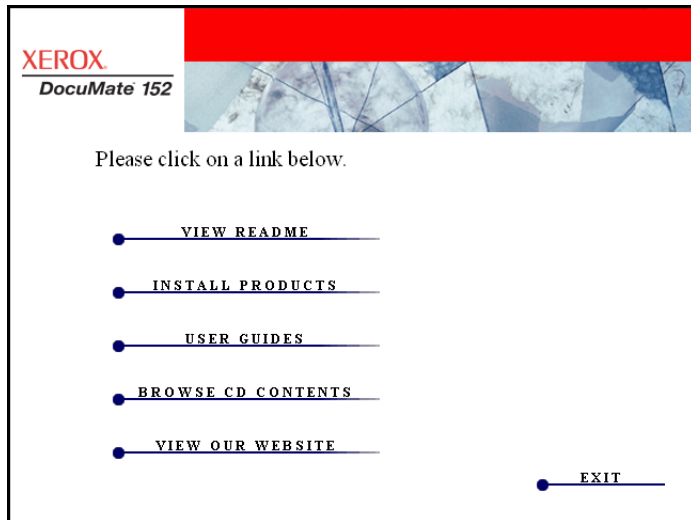 XEROX.
DocuMate 152
Please click on a link below.
VIEW README
INSTALL PRODUCTS
USER GUIDES
BROWSE CD CONTENTS
VIEW OUR WEBSITE
EXIT